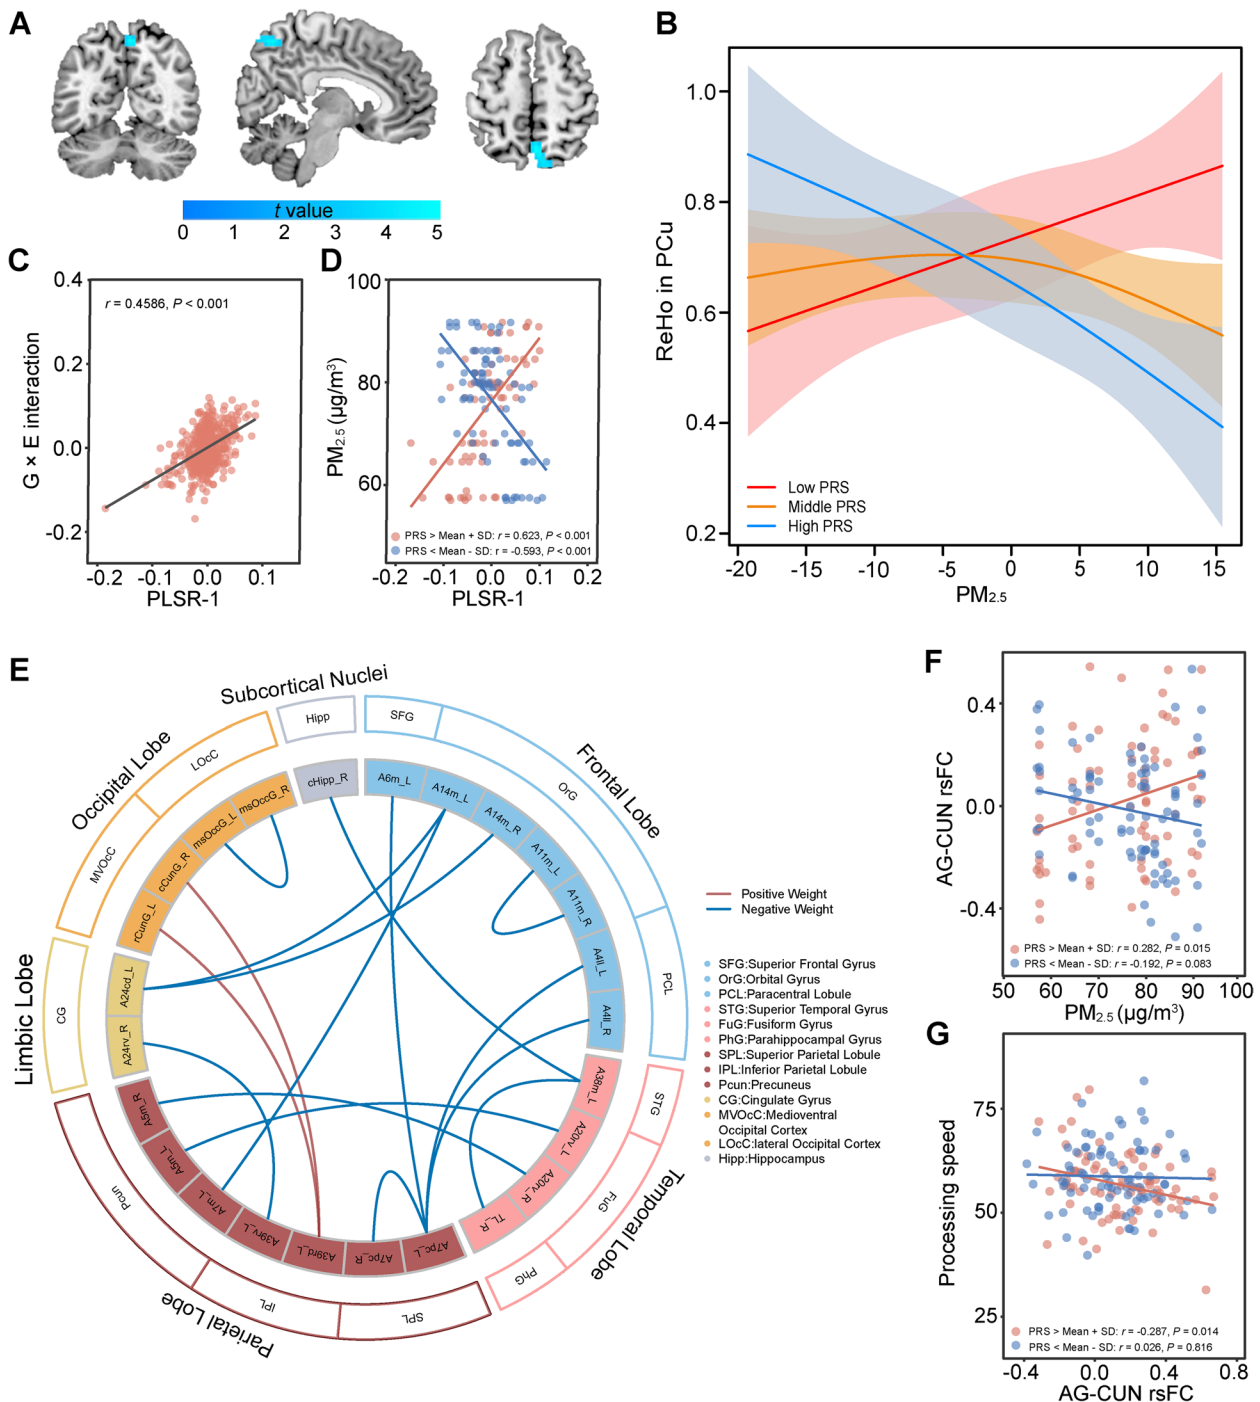 A
t value
0 1 2 3 4 5
B
ReHo in PCu
1.0
0.8
0.6
0.4
0.2
Low PRS
Middle PRS
High PRS
-20 -15 -10 -5 0 5 10 15
PM2.5
C
G × E interaction
0.4
0.2
0.0
-0.2
r = 0.4586, P < 0.001
-0.2 -0.1 0.0 0.1
PLSR-1
D
PM2.5 (µg/m³)
100
80
60
PRS > Mean + SD: r = 0.623, P < 0.001
PRS < Mean - SD: r = -0.593, P < 0.001
-0.2 -0.1 0.0 0.1 0.2
PLSR-1
E
Subcortical Nuclei
Frontal Lobe
Temporal Lobe
Parietal Lobe
Limbic Lobe
Occipital Lobe
Hipp
SFG
OrG
PCL
STG
FuG
PhG
SPL
IPL
Pcun
CG
MVOcC
LOcC
cHipp_R
A6m_L
A14m_L
A14m_R
A11m_L
A11m_R
A4ll_L
A4ll_R
A38m_L
A20rv_L
A20rv_R
TL_R
A7pc_L
A7pc_R
A39rd_L
A39rv_L
A7m_L
A5m_L
A5m_R
A24rv_R
A24cd_L
rCunG_L
cCunG_R
msOccG_L
msOccG_R
Positive Weight
Negative Weight
SFG:Superior Frontal Gyrus
OrG:Orbital Gyrus
PCL:Paracentral Lobule
STG:Superior Temporal Gyrus
FuG:Fusiform Gyrus
PhG:Parahippocampal Gyrus
SPL:Superior Parietal Lobule
IPL:Inferior Parietal Lobule
Pcun:Precuneus
CG:Cingulate Gyrus
MVOcC:Medioventral
Occipital Cortex
LOcC:lateral Occipital Cortex
Hipp:Hippocampus
F
AG-CUN rsFC
0.4
0.0
-0.4
PRS > Mean + SD: r = 0.282, P = 0.015
PRS < Mean - SD: r = -0.192, P = 0.083
50 60 70 80 90 100
PM2.5 (µg/m³)
G
Processing speed
75
50
25
PRS > Mean + SD: r = -0.287, P = 0.014
PRS < Mean - SD: r = 0.026, P = 0.816
-0.4 0.0 0.4 0.8
AG-CUN rsFC